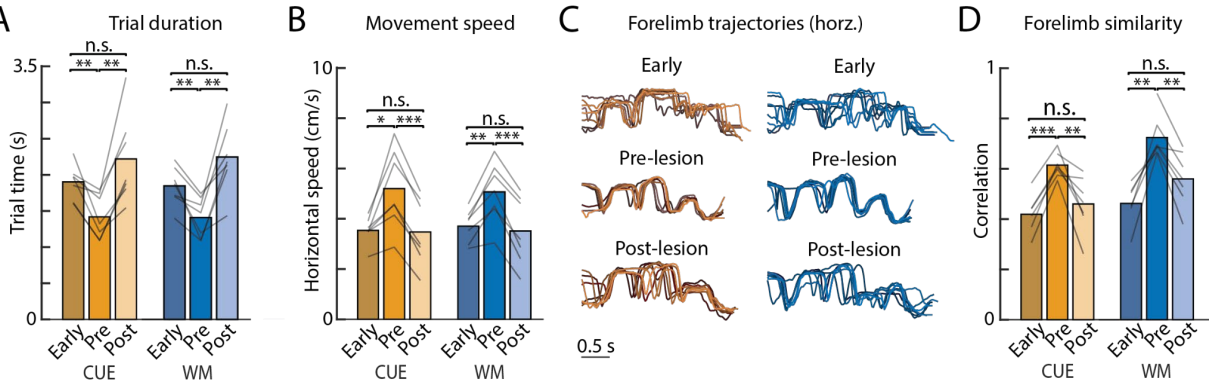 A Trial duration
n.s.
** **
n.s.
** **
3.5
0
Trial time (s)
Early Pre Post
CUE
Early Pre Post
WM
B Movement speed
10
0
Horizontal speed (cm/s)
n.s.
* ***
n.s.
** ***
Early Pre Post
CUE
Early Pre Post
WM
C Forelimb trajectories (horz.)
Early Early
Pre-lesion Pre-lesion
Post-lesion Post-lesion
0.5 s
D Forelimb similarity
1
0
Correlation
n.s.
*** **
n.s.
** **
Early Pre Post
CUE
Early Pre Post
WM